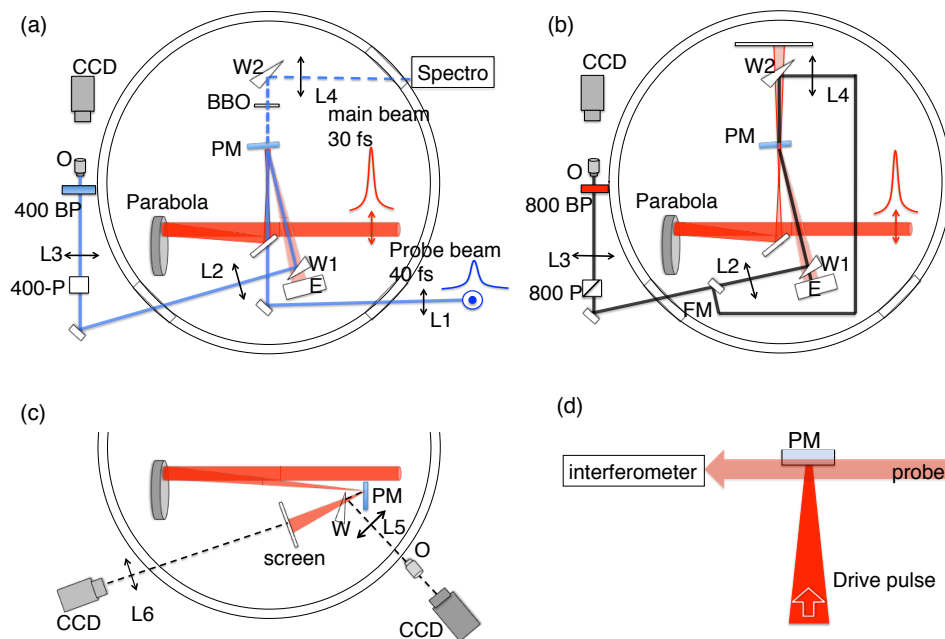 (a)
CCD
W2
L4
Spectro
BBO
main beam
30 fs
PM
O
400 BP
Parabola
L3
400-P
L2
W1
E
Probe beam
40 fs
L1
(b)
CCD
W2
L4
PM
O
800 BP
Parabola
L3
800 P
L2
W1
E
FM
(c)
PM
W
L5
screen
O
L6
CCD
CCD
(d)
PM
interferometer
probe
Drive pulse